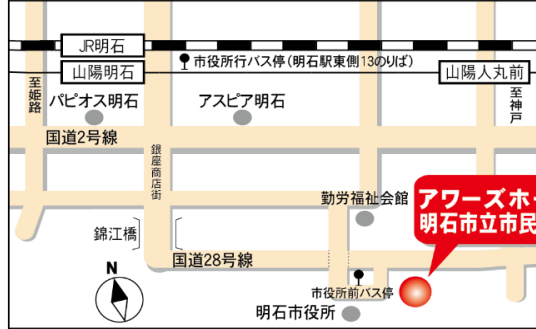 JR明石
市役所行バス停(明石駅東側13のりば)
山陽明石
山陽人丸前
至姫路
至神戸
パピオス明石
アスピア明石
国道2号線
銀座商店街
勤労福祉会館
アワーズホ
明石市立市民
錦江橋
国道28号線
N
市役所前バス停
明石市役所